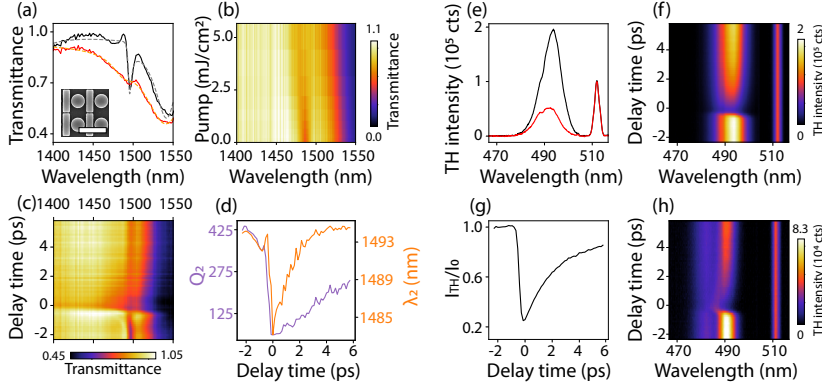 (a)
1.0
0.7
0.4
Transmittance
1400 1450 1500 1550
Wavelength (nm)
(b)
5.0
2.5
0.0
Pump (mJ/cm²)
1400 1450 1500 1550
Wavelength (nm)
1.1
0.0
Transmittance
(c)
1400 1450 1500 1550
4
2
0
-2
Delay time (ps)
0.45 1.05
Transmittance
(d)
425
275
125
Q₂
1493
1489
1485
λ₂ (nm)
-2 0 2 4 6
Delay time (ps)
(e)
2
1
0
TH intensity (10⁵ cts)
470 490 510
Wavelength (nm)
(f)
4
2
0
-2
Delay time (ps)
470 490 510
2
0
TH intensity (10⁵ cts)
(g)
1.0
0.6
0.2
ITH/I₀
-2 0 2 4 6
Delay time (ps)
(h)
4
2
0
-2
Delay time (ps)
470 490 510
Wavelength (nm)
8.3
0
TH intensity (10⁴ cts)